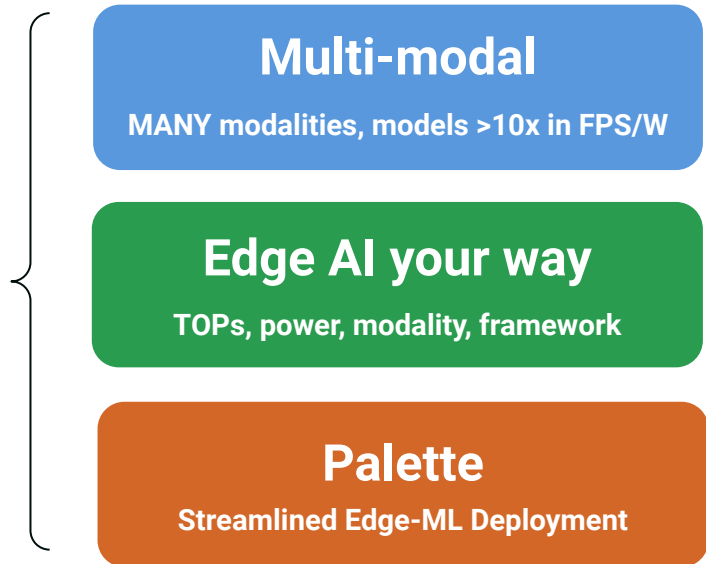 Multi-modal
MANY modalities, models >10x in FPS/W
Edge AI your way
TOPs, power, modality, framework
Palette
Streamlined Edge-ML Deployment